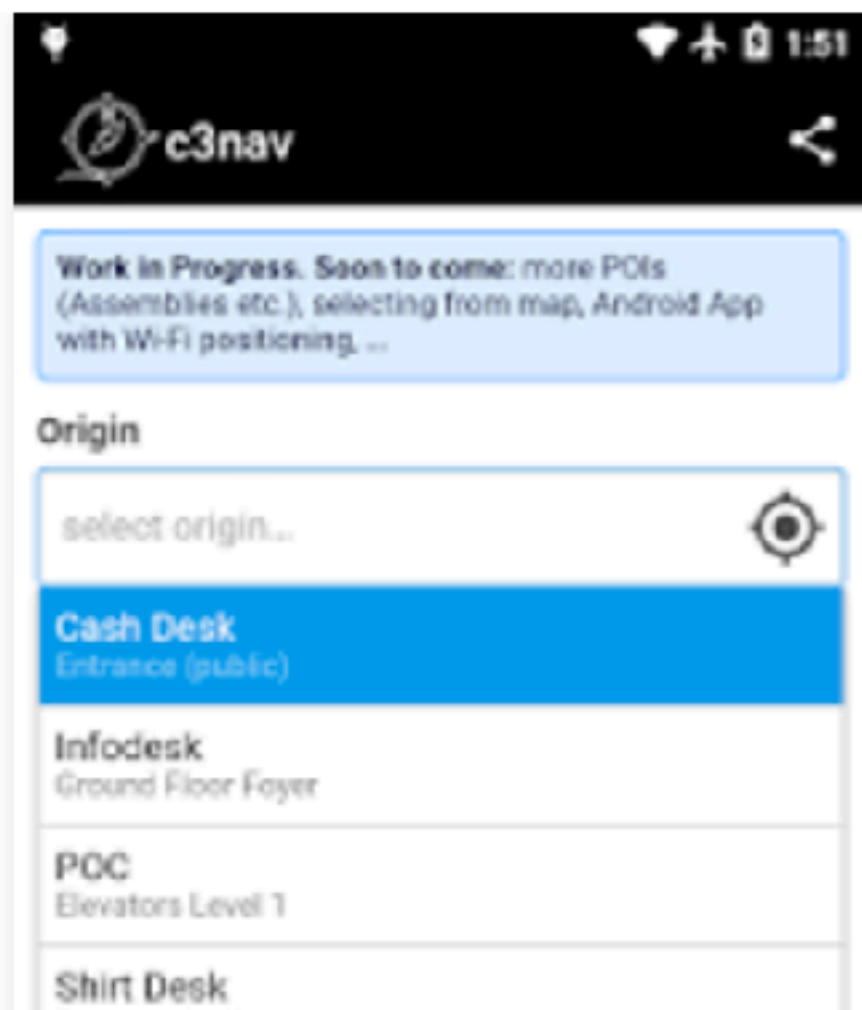 1:51
c3nav
Work in Progress. Soon to come: more POIs
(Assemblies etc.), selecting from map, Android App
with Wi-Fi positioning, ...
Origin
select origin...
Cash Desk
Entrance (public)
Infodesk
Ground Floor Foyer
POC
Elevators Level 1
Shirt Desk